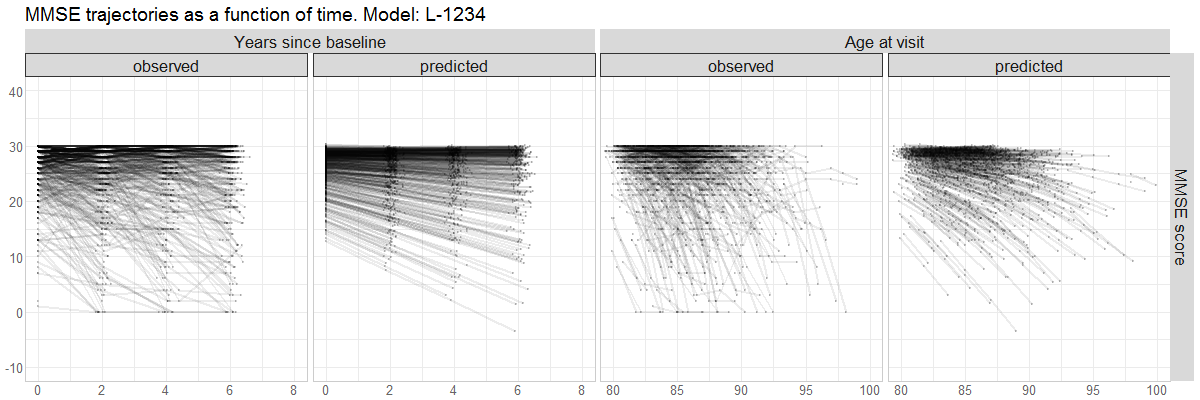 MMSE trajectories as a function of time. Model: L-1234
Years since baseline
Age at visit
observed
predicted
observed
predicted
40
30
20
10
0
-10
0 2 4 6 8
0 2 4 6 8
80 85 90 95 100
80 85 90 95 100
MMSE score